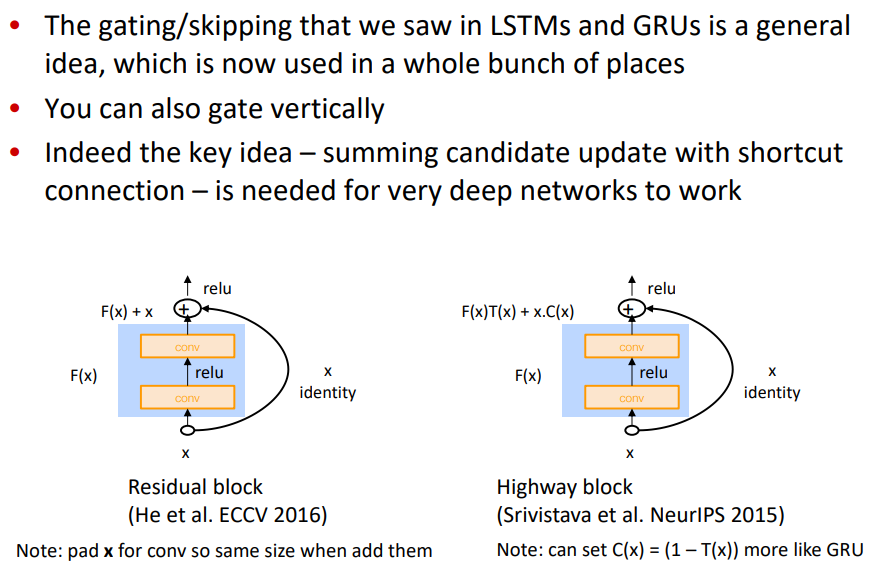 • The gating/skipping that we saw in LSTMs and GRUs is a general
idea, which is now used in a whole bunch of places
• You can also gate vertically
• Indeed the key idea – summing candidate update with shortcut
connection – is needed for very deep networks to work
relu
F(x) + x
+
conv
F(x)
relu
x
identity
conv
x
Residual block
(He et al. ECCV 2016)
Note: pad x for conv so same size when add them
relu
F(x)T(x) + x.C(x)
+
conv
F(x)
relu
x
identity
conv
x
Highway block
(Srivistava et al. NeurIPS 2015)
Note: can set C(x) = (1 – T(x)) more like GRU